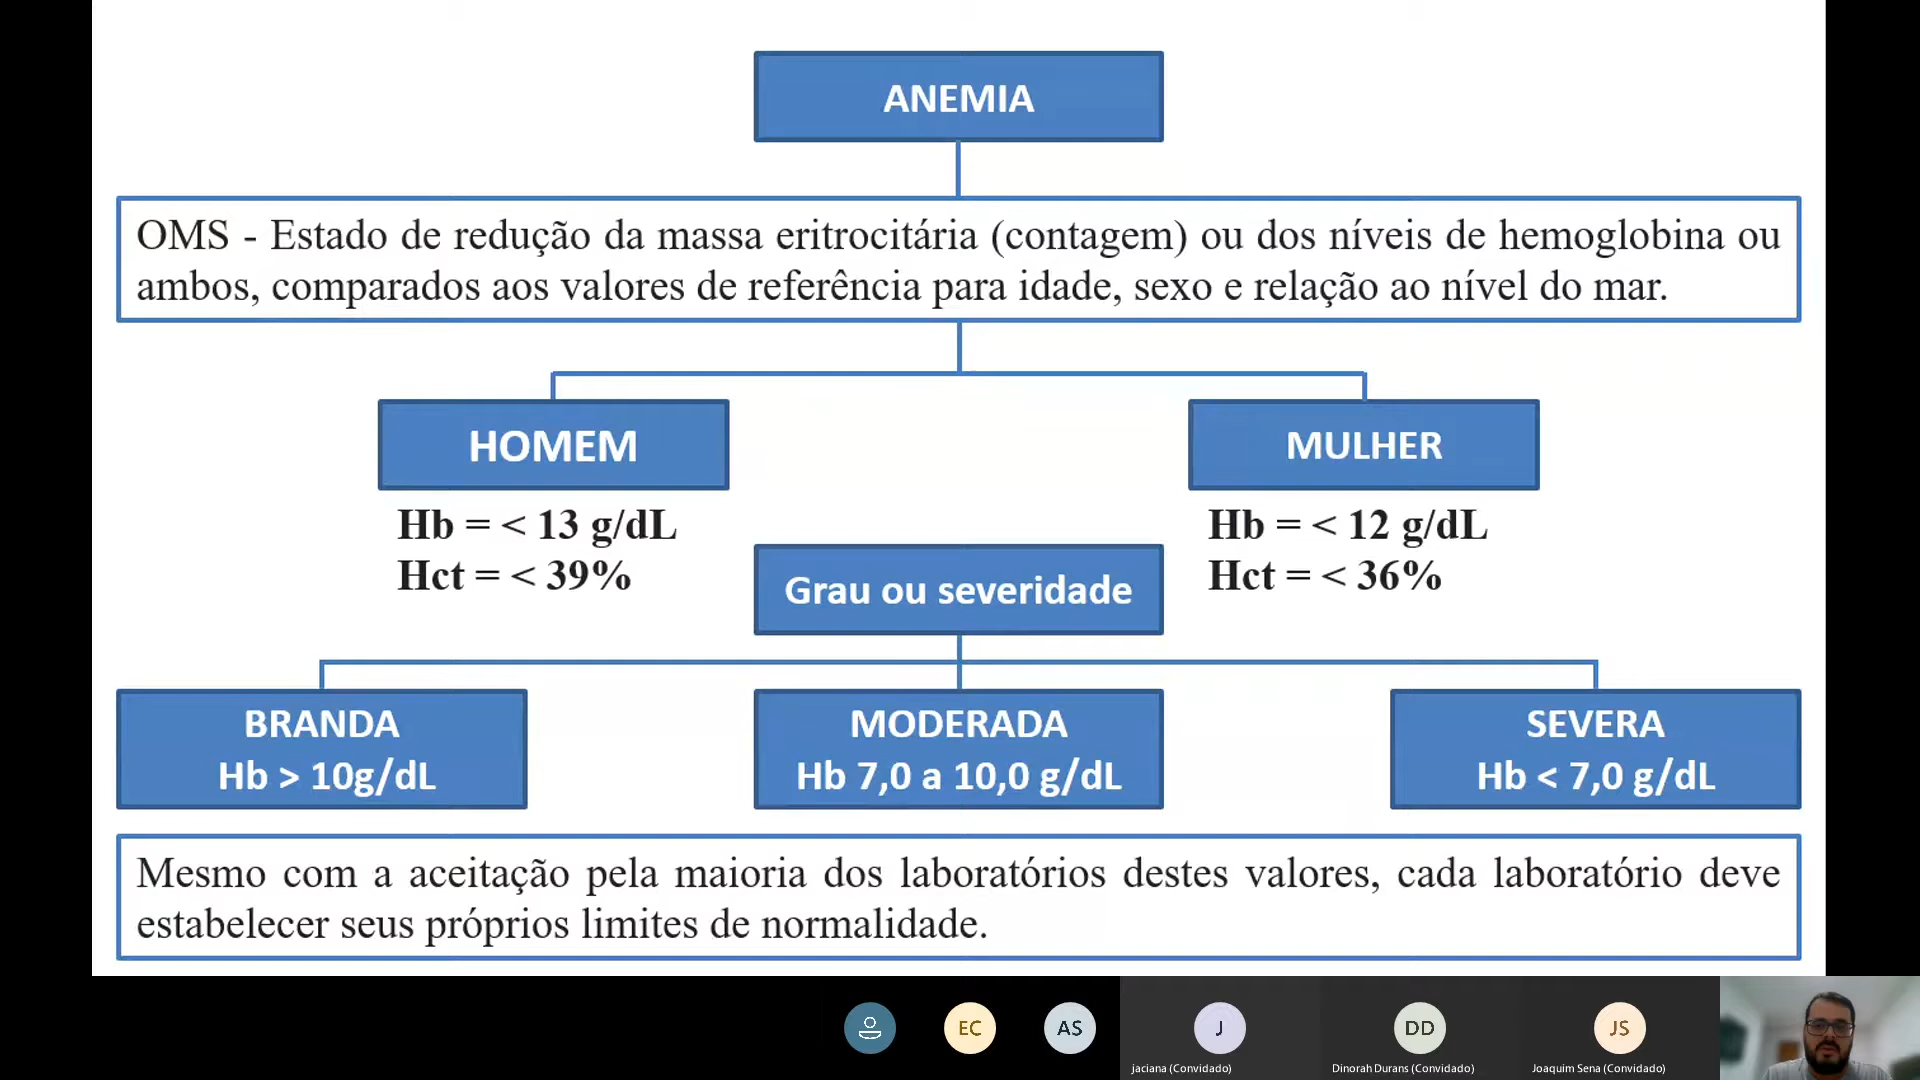 ANEMIA
OMS - Estado de redução da massa eritrocitária (contagem) ou dos níveis de hemoglobina ou
ambos, comparados aos valores de referência para idade, sexo e relação ao nível do mar.
HOMEM
Hb = < 13 g/dL
Hct = < 39%
MULHER
Hb = < 12 g/dL
Hct = < 36%
Grau ou severidade
BRANDA
Hb > 10g/dL
MODERADA
Hb 7,0 a 10,0 g/dL
SEVERA
Hb < 7,0 g/dL
Mesmo com a aceitação pela maioria dos laboratórios destes valores, cada laboratório deve
estabelecer seus próprios limites de normalidade.
EC
AS
J
DD
JS
jaciana (Convidado)
Dinorah Durans (Convidado)
Joaquim Sena (Convidado)